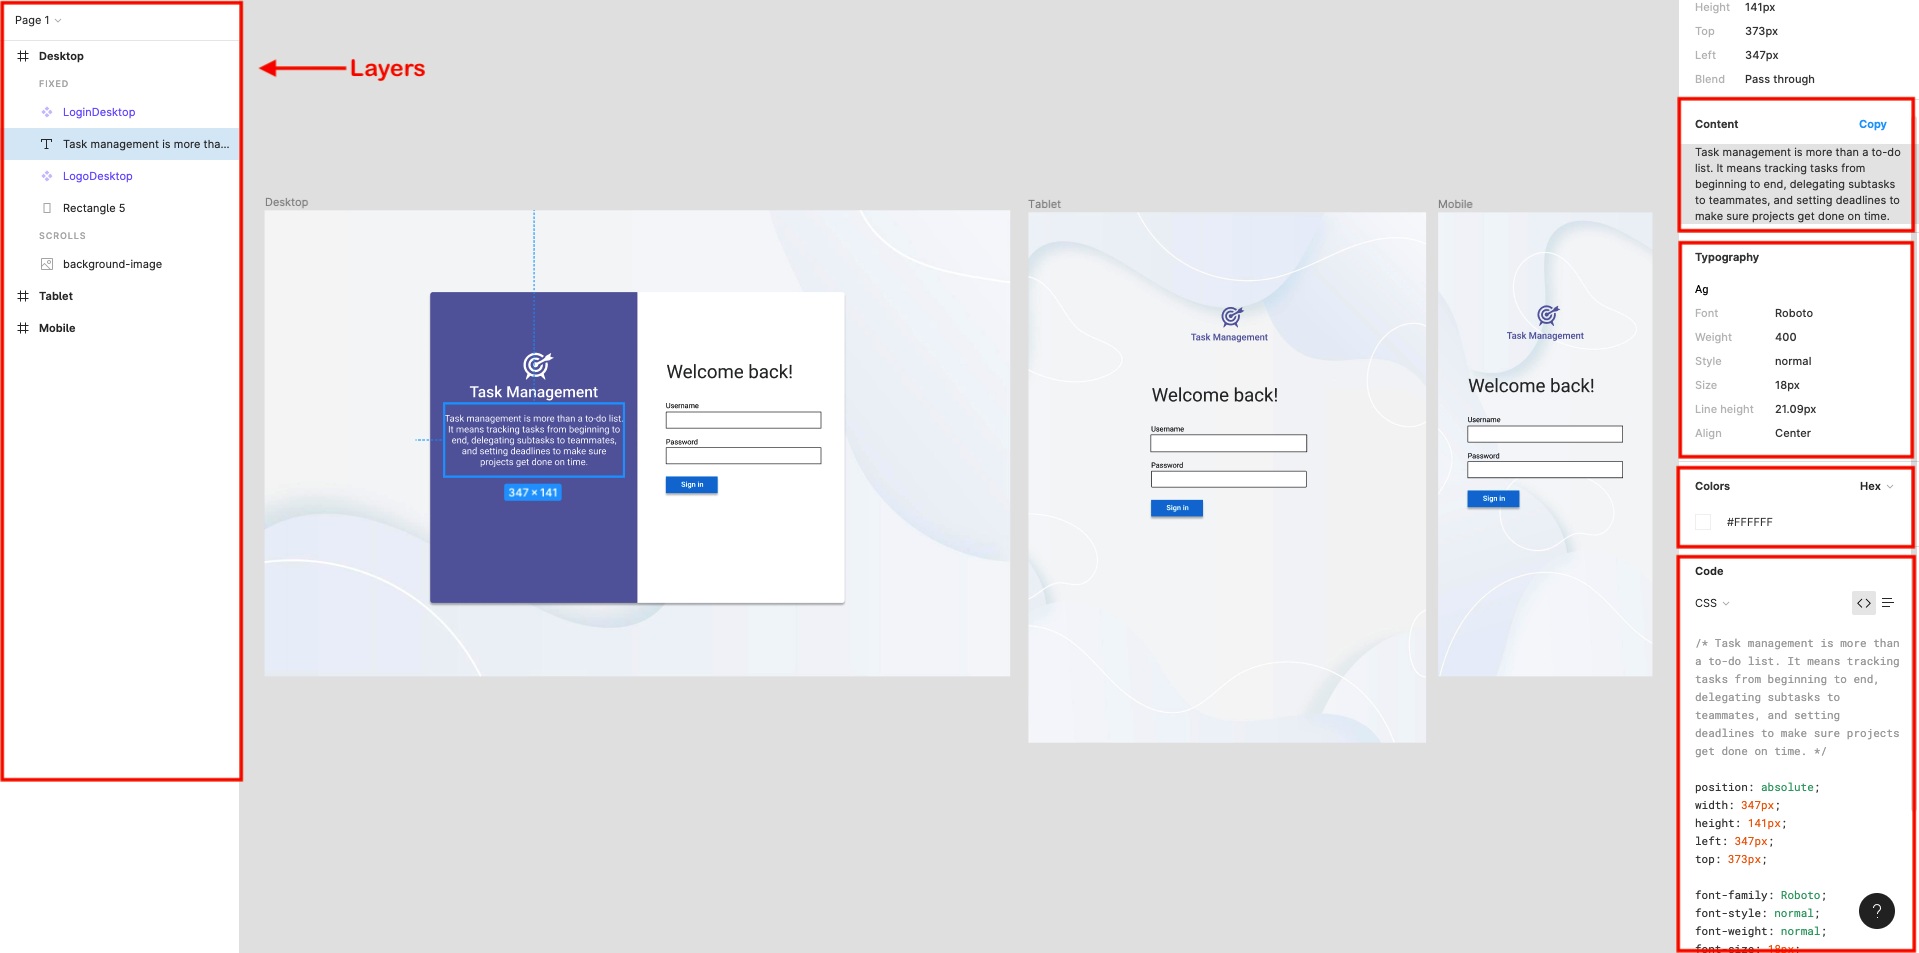 Page 1
Desktop
FIXED
LoginDesktop
Task management is more tha...
LogoDesktop
Rectangle 5
SCROLLS
background-image
Tablet
Mobile
Layers
Desktop
Task Management
Task management is more than a to-do list.
It means tracking tasks from beginning to
end, delegating subtasks to teammates,
and setting deadlines to make sure
projects get done on time.
347 × 141
Welcome back!
Username
Password
Sign in
Tablet
Task Management
Welcome back!
Username
Password
Sign in
Mobile
Task Management
Welcome back!
Username
Password
Sign in
Height 141px
Top 373px
Left 347px
Blend Pass through
Content Copy
Task management is more than a to-do
list. It means tracking tasks from
beginning to end, delegating subtasks
to teammates, and setting deadlines to
make sure projects get done on time.
Typography
Ag
Font Roboto
Weight 400
Style normal
Size 18px
Line height 21.09px
Align Center
Colors Hex
#FFFFFF
Code
CSS
/* Task management is more than
a to-do list. It means tracking
tasks from beginning to end,
delegating subtasks to
teammates, and setting
deadlines to make sure projects
get done on time. */
position: absolute;
width: 347px;
height: 141px;
left: 347px;
top: 373px;
font-family: Roboto;
font-style: normal;
font-weight: normal;
font-size: 18px;
?